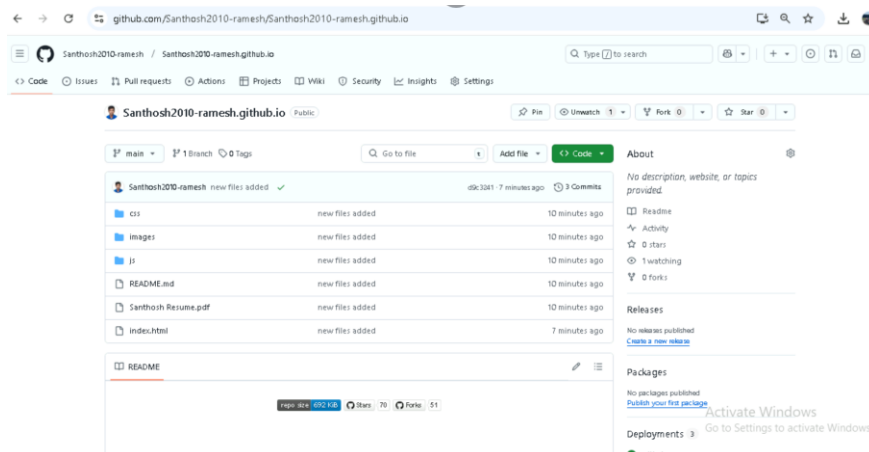 github.com/Santhosh2010-ramesh/Santhosh2010-ramesh.github.io
Santhosh2010-ramesh / Santhosh2010-ramesh.github.io
Type / to search
Code Issues Pull requests Actions Projects Wiki Security Insights Settings
Santhosh2010-ramesh.github.io Public
Pin Unwatch 1 Fork 0 Star 0
main 1 Branch 0 Tags Go to file t Add file Code
About
Santhosh2010-ramesh new files added d9c3241 · 7 minutes ago 3 Commits
No description, website, or topics
provided.
css new files added 10 minutes ago
images new files added 10 minutes ago
js new files added 10 minutes ago
README.md new files added 10 minutes ago
Santhosh Resume.pdf new files added 10 minutes ago
index.html new files added 7 minutes ago
Readme
Activity
0 stars
1 watching
0 forks
Releases
No releases published
Create a new release
README
repo size 692 KiB Stars 70 Forks 51
Packages
No packages published
Publish your first package
Deployments 3
Activate Windows
Go to Settings to activate Windows